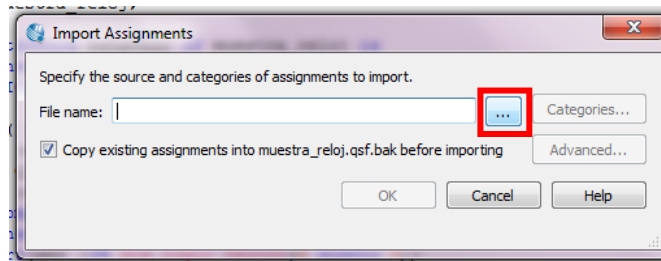 Import Assignments
Specify the source and categories of assignments to import.
File name: ... Categories...
Copy existing assignments into muestra_reloj.qsf.bak before importing Advanced...
OK Cancel Help